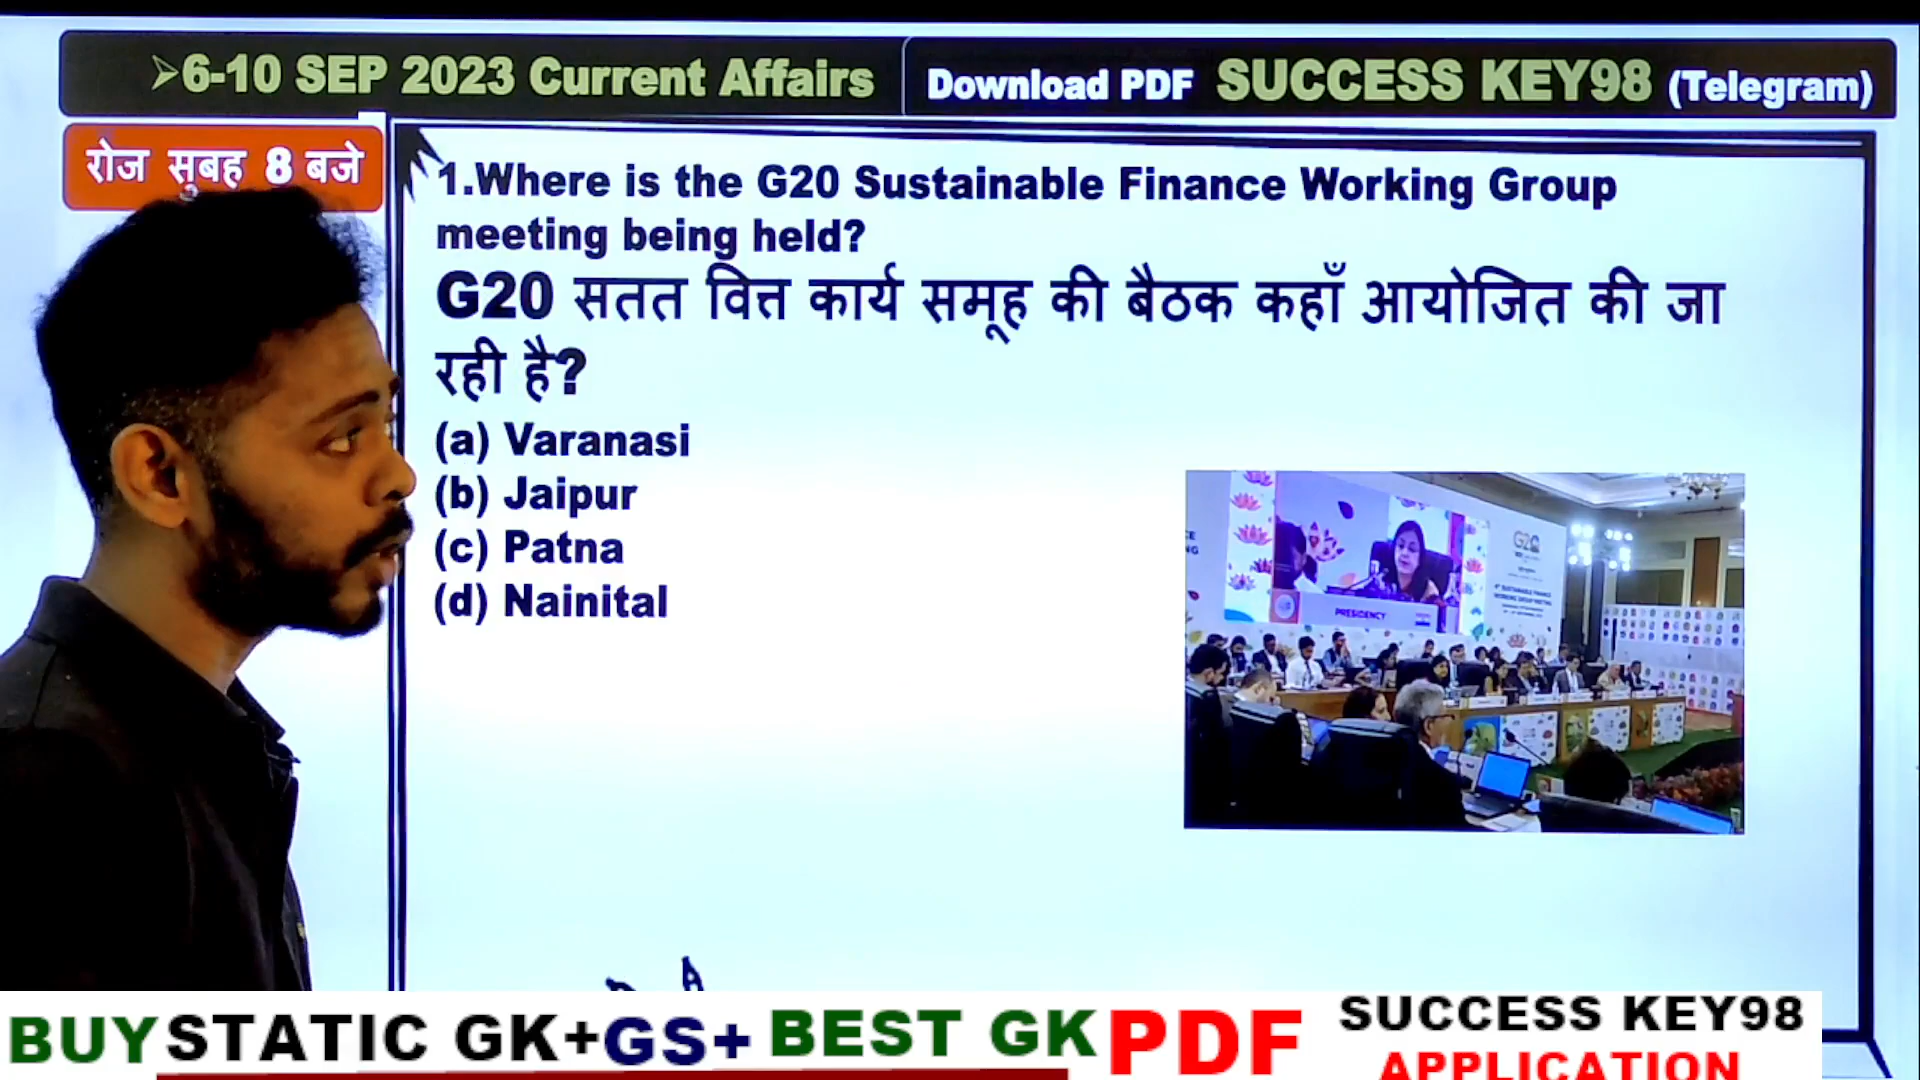 ➢6-10 SEP 2023 Current Affairs
Download PDF SUCCESS KEY98 (Telegram)
रोज सुबह 8 बजे
1.Where is the G20 Sustainable Finance Working Group
meeting being held?
G20 सतत वित्त कार्य समूह की बैठक कहाँ आयोजित की जा
रही है?
(a) Varanasi
(b) Jaipur
(c) Patna
(d) Nainital
G20
PRESIDENCY
BUY STATIC GK+GS+ BEST GK PDF
SUCCESS KEY98
APPLICATION